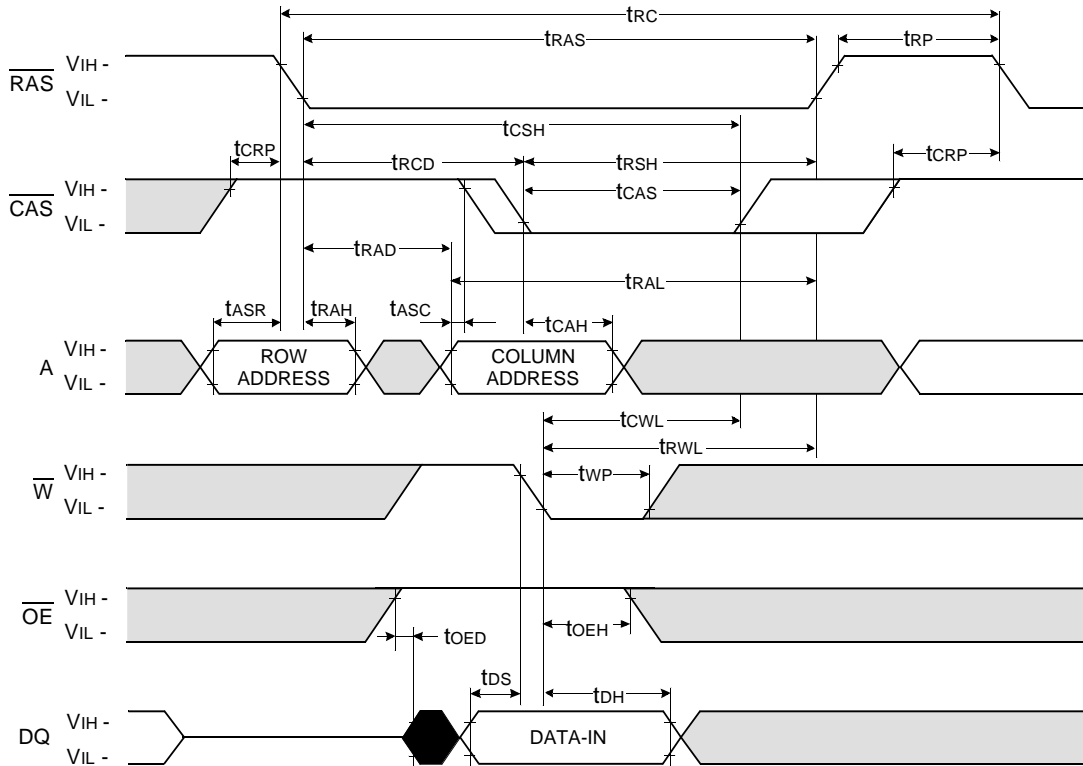 tRC
tRAS
tRP
RAS
VIH -
VIL -
tCSH
tCRP
tRCD
tRSH
tCRP
CAS
VIH -
VIL -
tCAS
tRAD
tRAL
tASR
tRAH
tASC
tCAH
A
VIH -
VIL -
ROW
ADDRESS
COLUMN
ADDRESS
tCWL
tRWL
W
VIH -
VIL -
tWP
OE
VIH -
VIL -
tOED
tOEH
tDS
tDH
DQ
VIH -
VIL -
DATA-IN